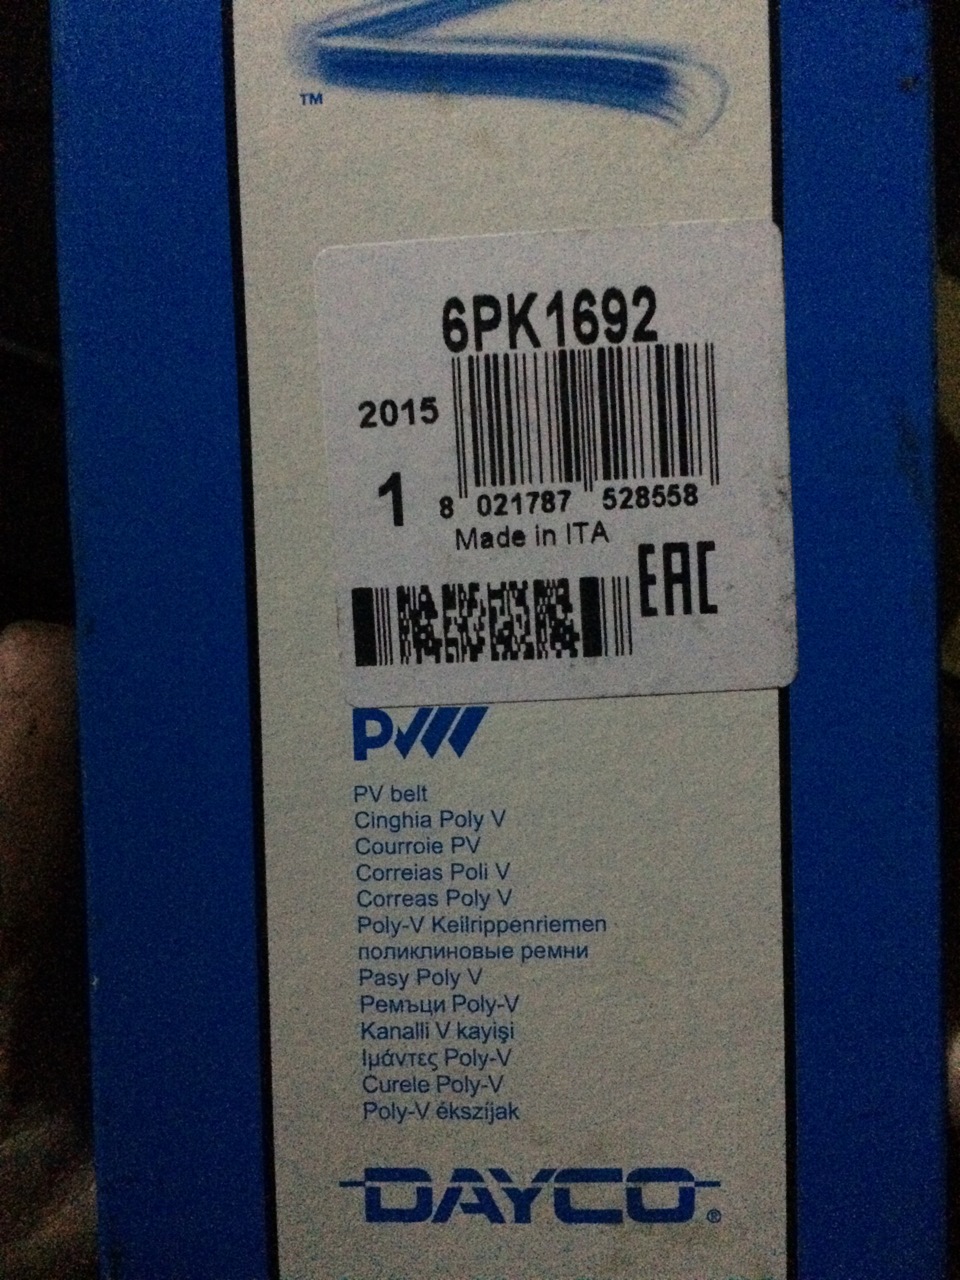 TM
6PK1692
2015
1
8 021787 528558
Made in ITA
EAC
PV
PV belt
Cinghia Poly V
Courroie PV
Correias Poli V
Correas Poly V
Poly-V Keilrippenriemen
поликлиновые ремни
Pasy Poly V
Ремъци Poly-V
Kanalli V kayişi
Ιμάντες Poly-V
Curele Poly-V
Poly-V ékszíjak
DAYCO®